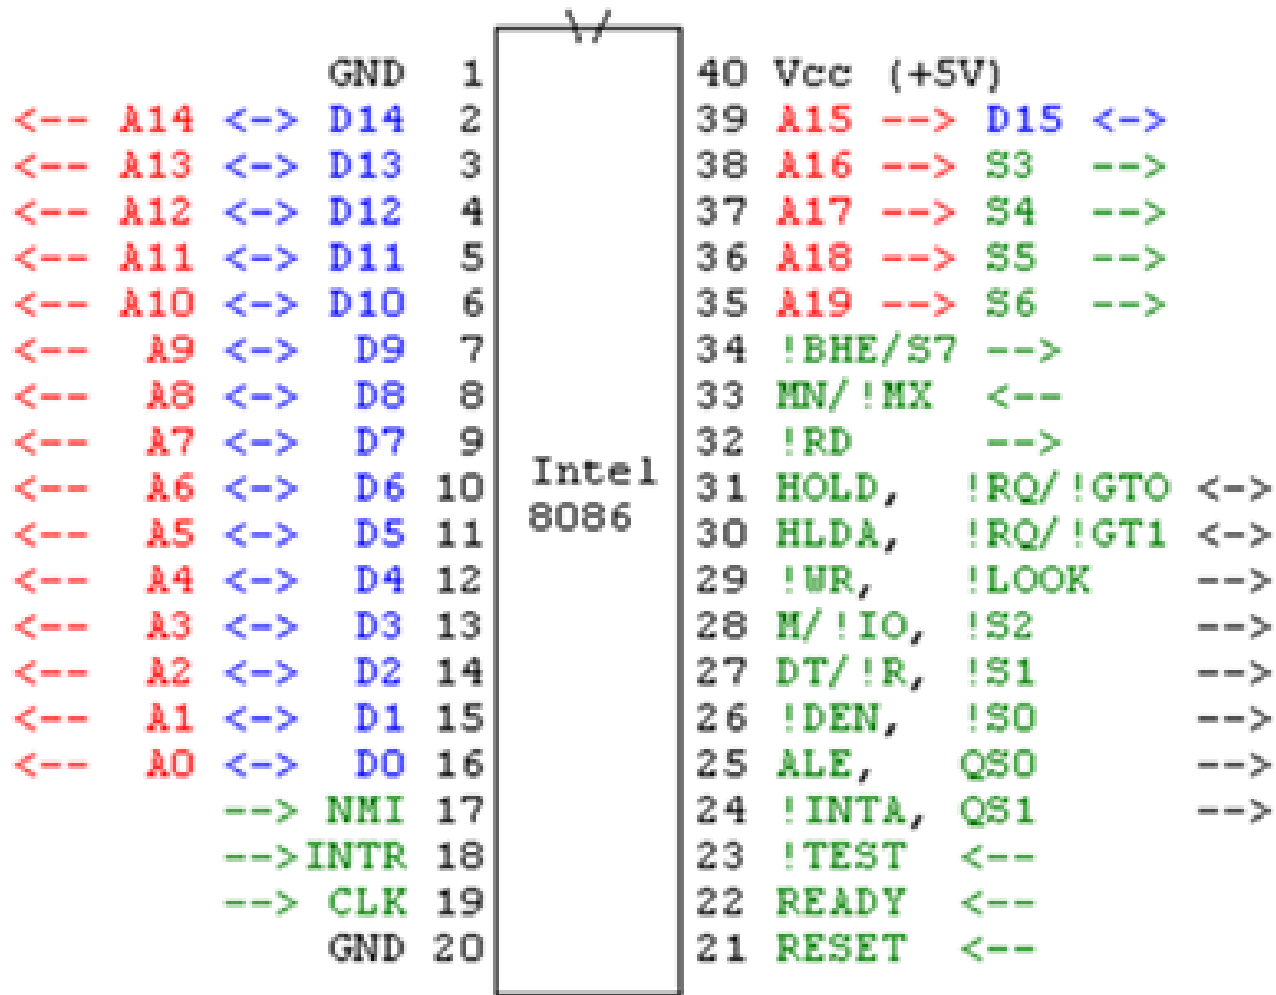 GND 1 40 Vcc (+5V)
<-- A14 <-> D14 2 39 A15 --> D15 <->
<-- A13 <-> D13 3 38 A16 --> S3 -->
<-- A12 <-> D12 4 37 A17 --> S4 -->
<-- A11 <-> D11 5 36 A18 --> S5 -->
<-- A10 <-> D10 6 35 A19 --> S6 -->
<-- A9 <-> D9 7 34 !BHE/S7 -->
<-- A8 <-> D8 8 33 MN/!MX <--
<-- A7 <-> D7 9 32 !RD -->
<-- A6 <-> D6 10 Intel 31 HOLD, !RQ/!GT0 <->
<-- A5 <-> D5 11 8086 30 HLDA, !RQ/!GT1 <->
<-- A4 <-> D4 12 29 !WR, !LOOK -->
<-- A3 <-> D3 13 28 M/!IO, !S2 -->
<-- A2 <-> D2 14 27 DT/!R, !S1 -->
<-- A1 <-> D1 15 26 !DEN, !S0 -->
<-- A0 <-> D0 16 25 ALE, QS0 -->
--> NMI 17 24 !INTA, QS1 -->
-->INTR 18 23 !TEST <--
--> CLK 19 22 READY <--
GND 20 21 RESET <--